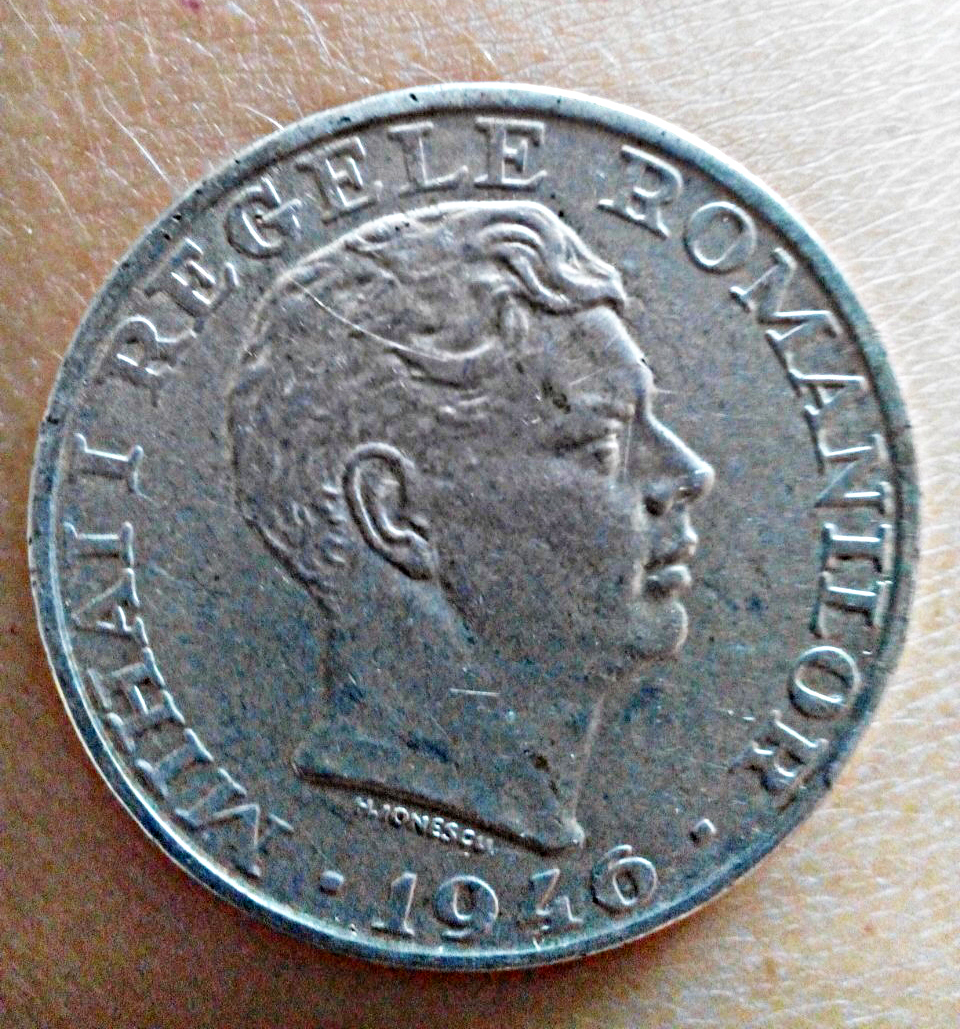 MIHAI I REGELE ROMANILOR
H.IONESCU
· 1946 ·